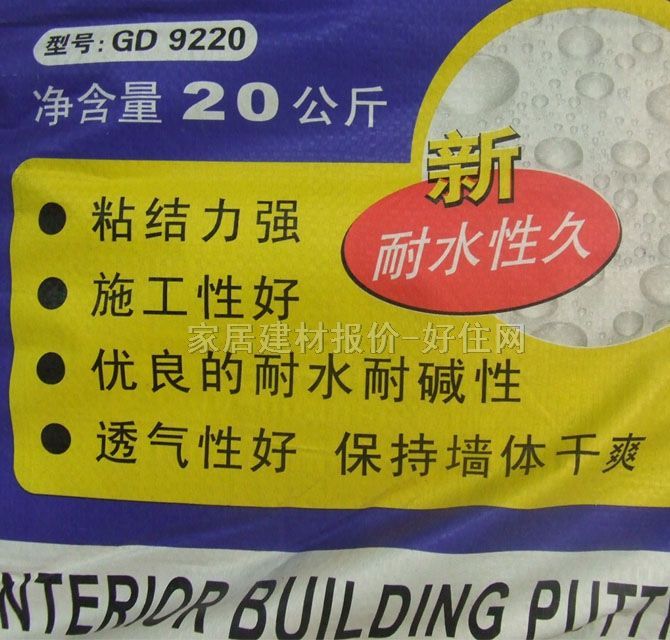 型号: GD 9220
净含量 20 公斤
新
耐水性久
粘结力强
施工性好
家居建材报价-好住网
优良的耐水耐碱性
透气性好 保持墙体干爽
NTERIOR BUILDING PUTT